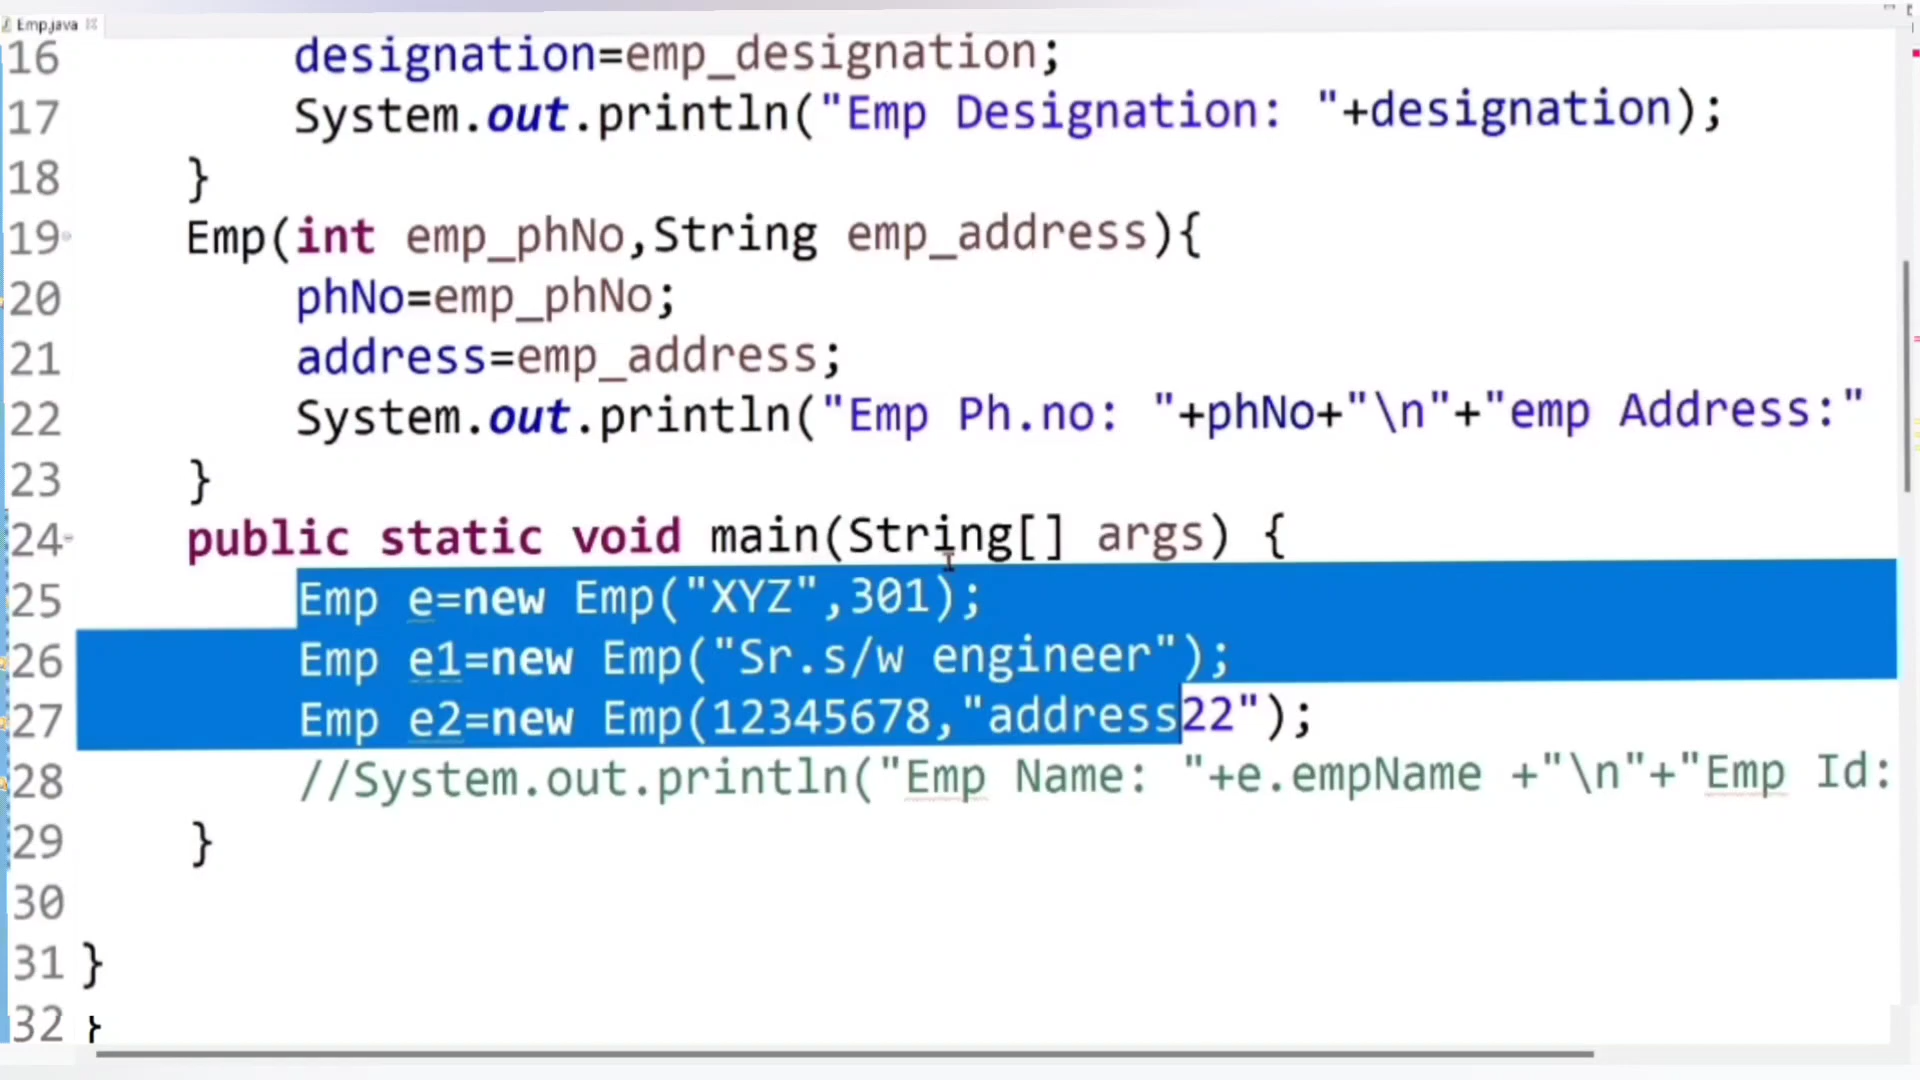 Emp.java
16 designation=emp_designation;
17 System.out.println("Emp Designation: "+designation);
18 }
19 Emp(int emp_phNo,String emp_address){
20 phNo=emp_phNo;
21 address=emp_address;
22 System.out.println("Emp Ph.no: "+phNo+"\n"+"emp Address:"
23 }
24 public static void main(String[] args) {
25 Emp e=new Emp("XYZ",301);
26 Emp e1=new Emp("Sr.s/w engineer");
27 Emp e2=new Emp(12345678,"address22");
28 //System.out.println("Emp Name: "+e.empName +"\n"+"Emp Id:
29 }
30
31 }
32 }